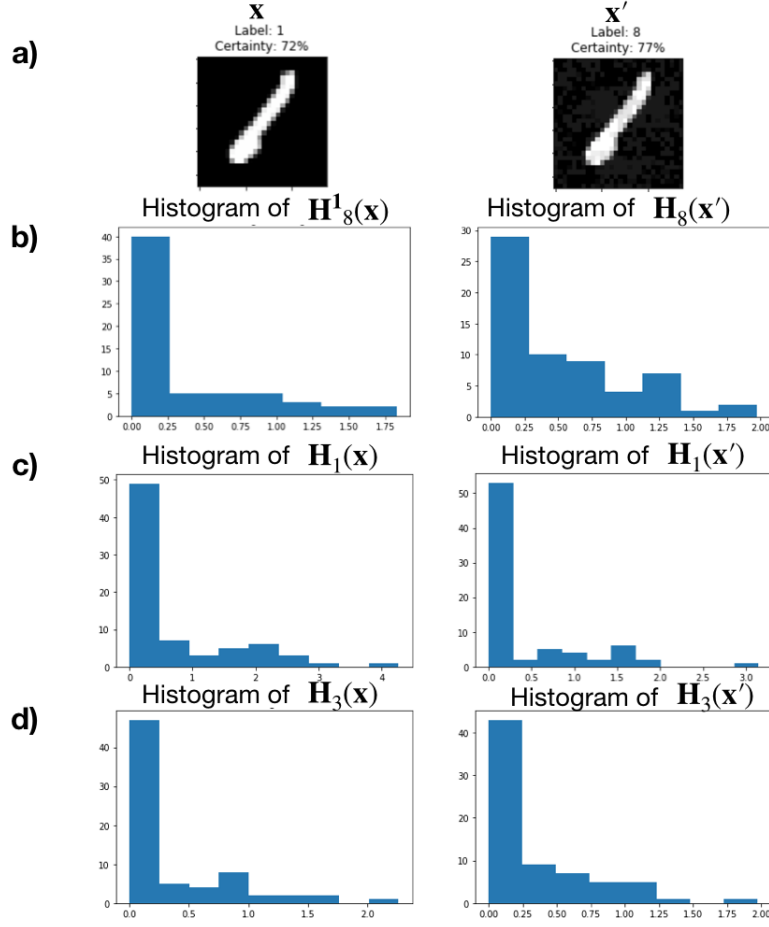 𝐱
Label: 1
Certainty: 72%
𝐱′
Label: 8
Certainty: 77%
a)
Histogram of 𝐇¹₈(𝐱)
Histogram of 𝐇₈(𝐱′)
b)
40
35
30
25
20
15
10
5
0
0.00 0.25 0.50 0.75 1.00 1.25 1.50 1.75
30
25
20
15
10
5
0
0.00 0.25 0.50 0.75 1.00 1.25 1.50 1.75 2.00
c)
Histogram of 𝐇₁(𝐱)
Histogram of 𝐇₁(𝐱′)
50
40
30
20
10
0
0 1 2 3 4
50
40
30
20
10
0
0.0 0.5 1.0 1.5 2.0 2.5 3.0
Histogram of 𝐇₃(𝐱)
Histogram of 𝐇₃(𝐱′)
d)
40
30
20
10
0
0.0 0.5 1.0 1.5 2.0
40
30
20
10
0
0.00 0.25 0.50 0.75 1.00 1.25 1.50 1.75 2.00